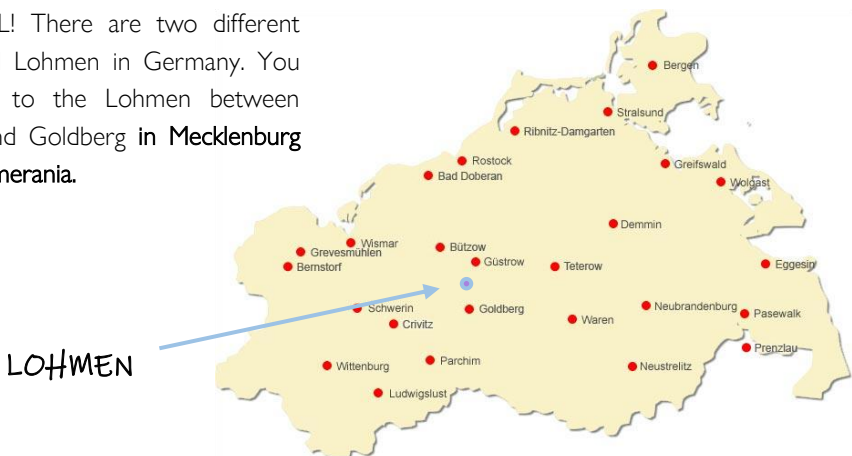 L! There are two different
Lohmen in Germany. You
to the Lohmen between
nd Goldberg in Mecklenburg
merania.
Bergen
Stralsund
Ribnitz-Damgarten
Rostock
Greifswald
Bad Doberan
Wolgast
Demmin
Wismar
Bützow
Grevesmühlen
Güstrow
Teterow
Eggesin
Bernstorf
Schwerin
Goldberg
Neubrandenburg
Pasewalk
Crivitz
Waren
Prenzlau
LOHMEN
Parchim
Wittenburg
Neustrelitz
Ludwigslust